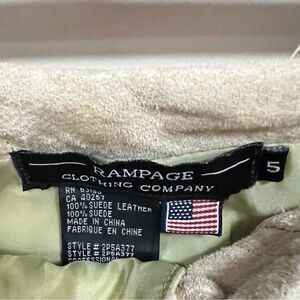 RAMPAGE
CLOTHING COMPANY
5
CA 40267
100% SUEDE LEATHER
100% SUEDE
MADE IN CHINA
FABRIQUE EN CHINE
STYLE # 2P5A377
STYLE # 2P5A377
PROFESSIONAL